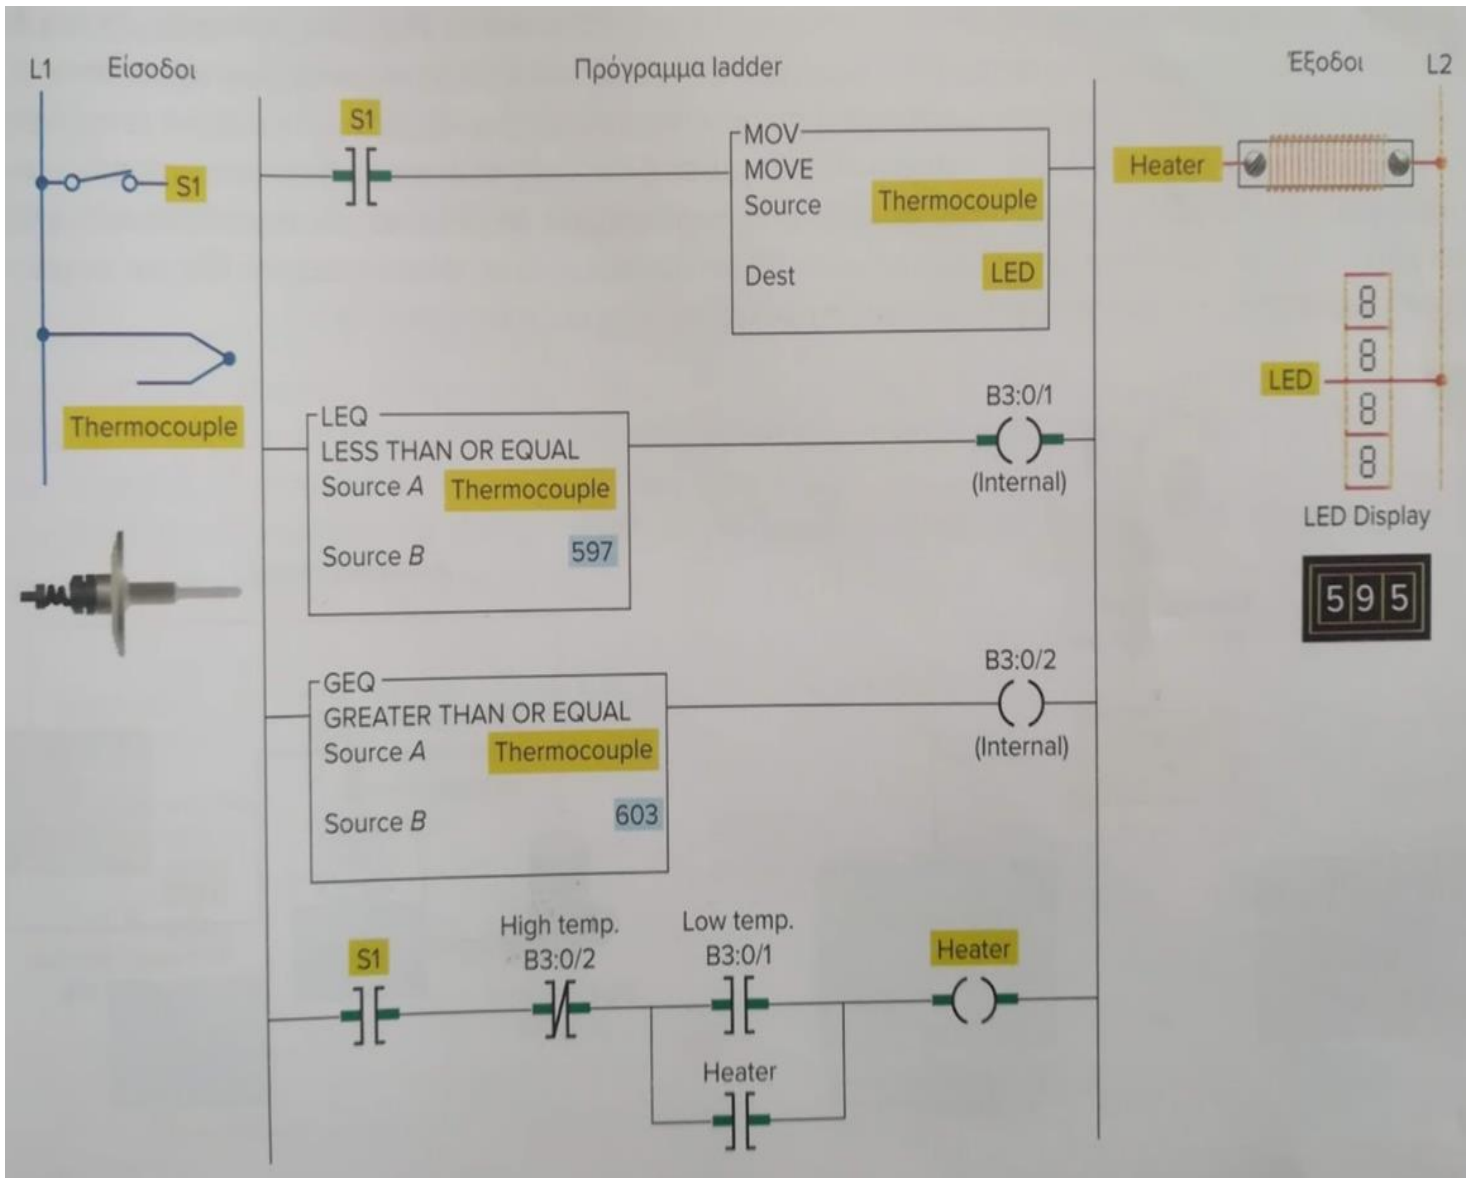 L1 Είσοδοι Πρόγραμμα ladder Έξοδοι L2
S1
S1
MOV
MOVE
Source Thermocouple
Dest LED
Heater
Thermocouple
8
8
LED
8
8
LED Display
595
LEQ
LESS THAN OR EQUAL
Source A Thermocouple
Source B 597
B3:0/1
(Internal)
GEQ
GREATER THAN OR EQUAL
Source A Thermocouple
Source B 603
B3:0/2
(Internal)
S1
High temp.
B3:0/2
Low temp.
B3:0/1
Heater
Heater